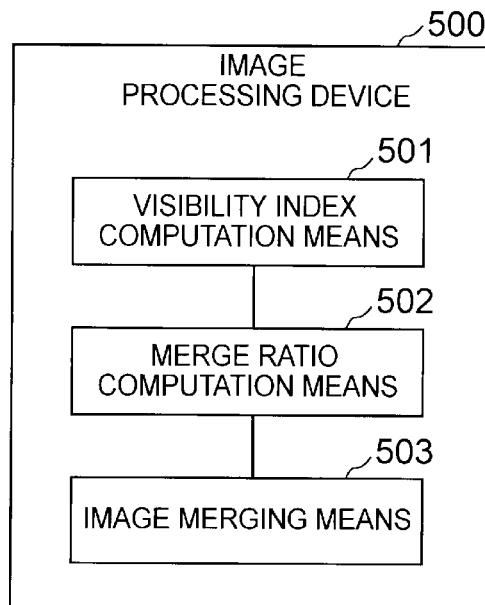 500
IMAGE
PROCESSING DEVICE
501
VISIBILITY INDEX
COMPUTATION MEANS
502
MERGE RATIO
COMPUTATION MEANS
503
IMAGE MERGING MEANS